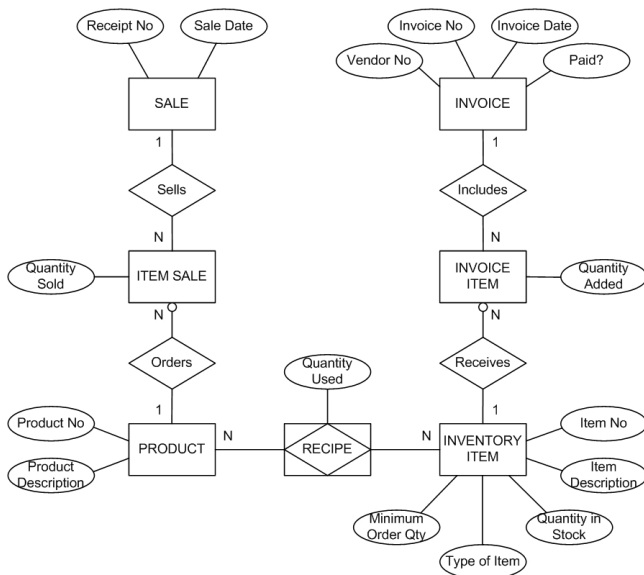 Receipt No
Sale Date
Invoice No
Invoice Date
Vendor No
Paid?
SALE
INVOICE
1
1
Sells
Includes
N
N
Quantity
Sold
ITEM SALE
INVOICE
ITEM
Quantity
Added
N
N
Orders
Quantity
Used
Receives
1
1
Product No
Item No
PRODUCT
N
RECIPE
N
INVENTORY
ITEM
Product
Description
Item
Description
Minimum
Order Qty
Quantity in
Stock
Type of Item